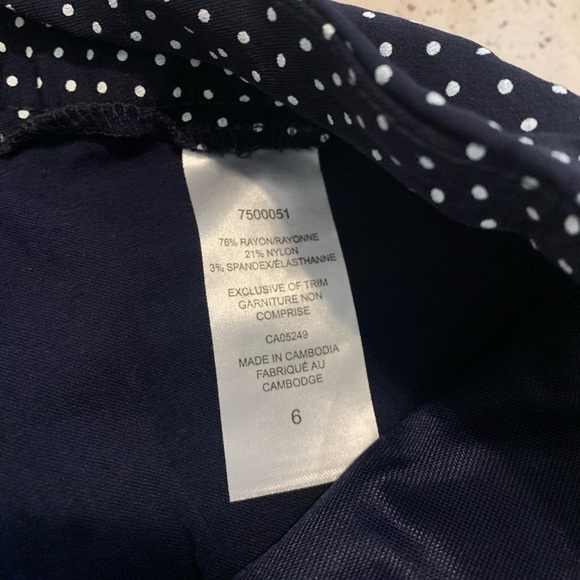 7500051
76% RAYON/RAYONNE
21% NYLON
3% SPANDEX/ÉLASTHANNE
EXCLUSIVE OF TRIM
GARNITURE NON
COMPRISE
CA05249
MADE IN CAMBODIA
FABRIQUÉ AU
CAMBODGE
6